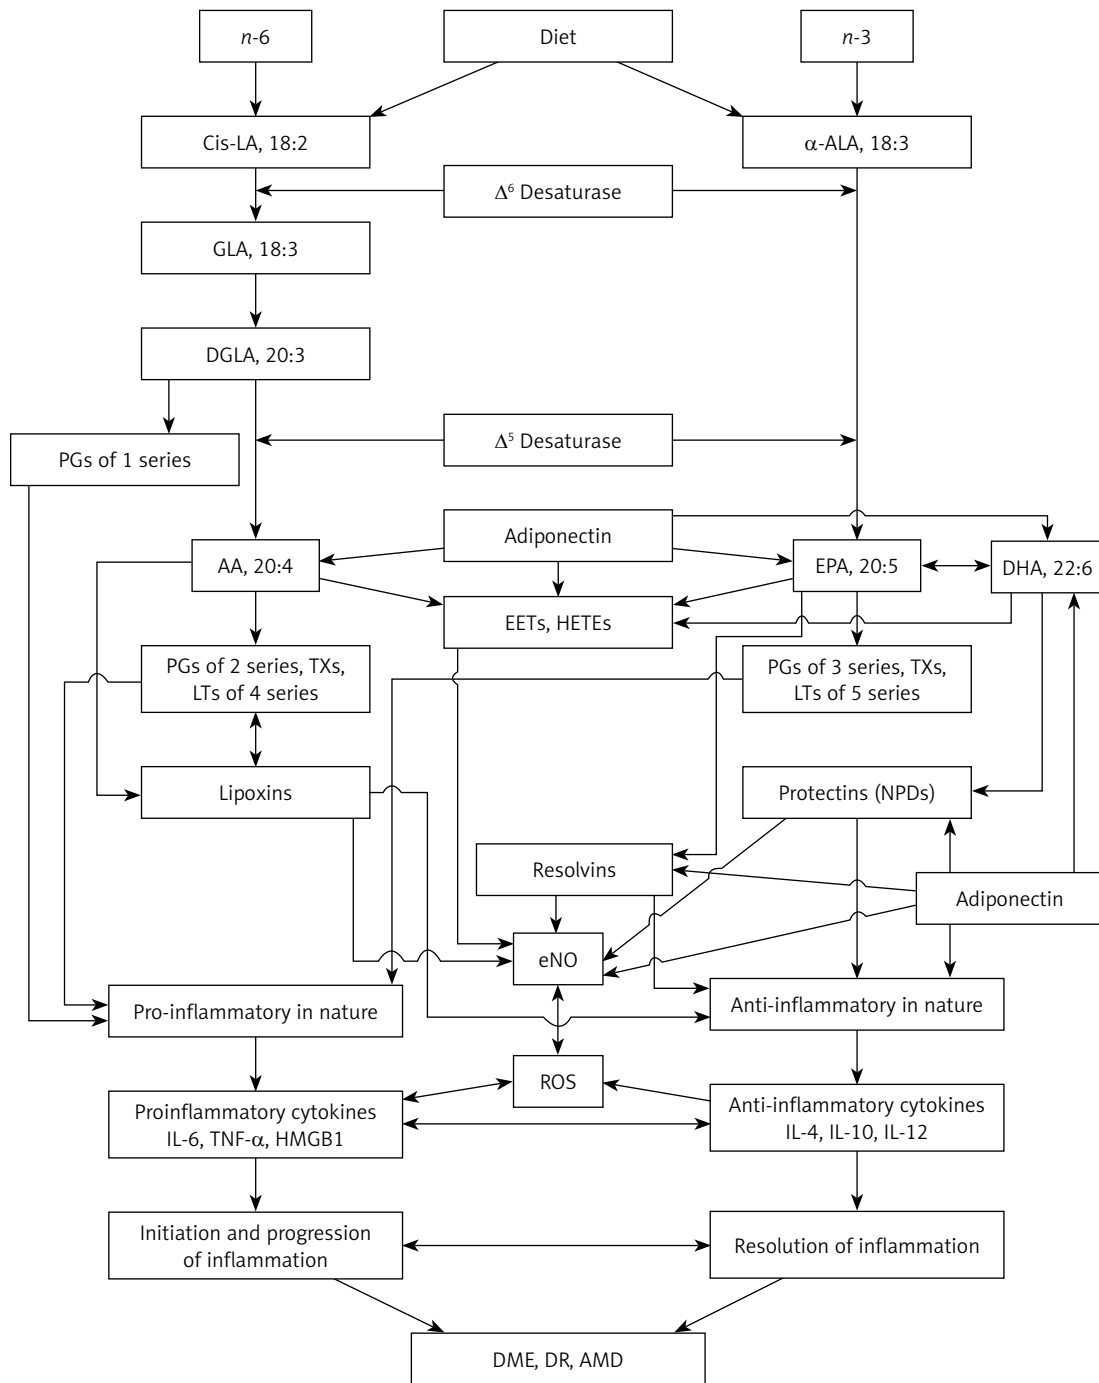 n-6
Diet
n-3
Cis-LA, 18:2
α-ALA, 18:3
Δ⁶ Desaturase
GLA, 18:3
DGLA, 20:3
Δ⁵ Desaturase
PGs of 1 series
Adiponectin
AA, 20:4
EPA, 20:5
DHA, 22:6
EETs, HETEs
PGs of 2 series, TXs,
LTs of 4 series
PGs of 3 series, TXs,
LTs of 5 series
Lipoxins
Protectins (NPDs)
Resolvins
Adiponectin
eNO
Pro-inflammatory in nature
Anti-inflammatory in nature
ROS
Proinflammatory cytokines
IL-6, TNF-α, HMGB1
Anti-inflammatory cytokines
IL-4, IL-10, IL-12
Initiation and progression
of inflammation
Resolution of inflammation
DME, DR, AMD